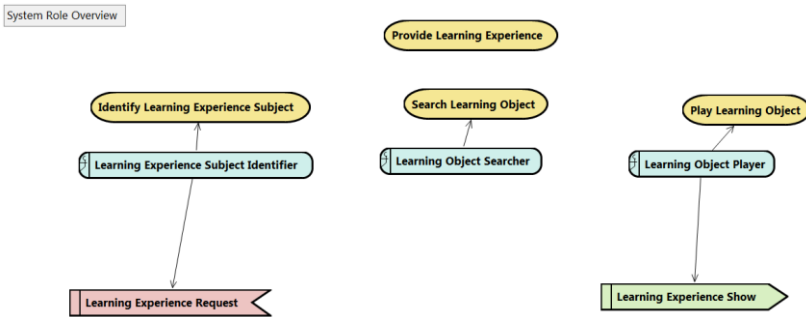 System Role Overview
Provide Learning Experience
Identify Learning Experience Subject
Search Learning Object
Play Learning Object
Learning Experience Subject Identifier
Learning Object Searcher
Learning Object Player
Learning Experience Request
Learning Experience Show